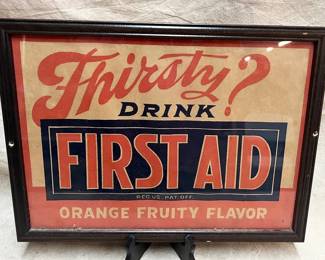 Thirsty?
DRINK
FIRST AID
REG. U.S. PAT. OFF.
ORANGE FRUITY FLAVOR